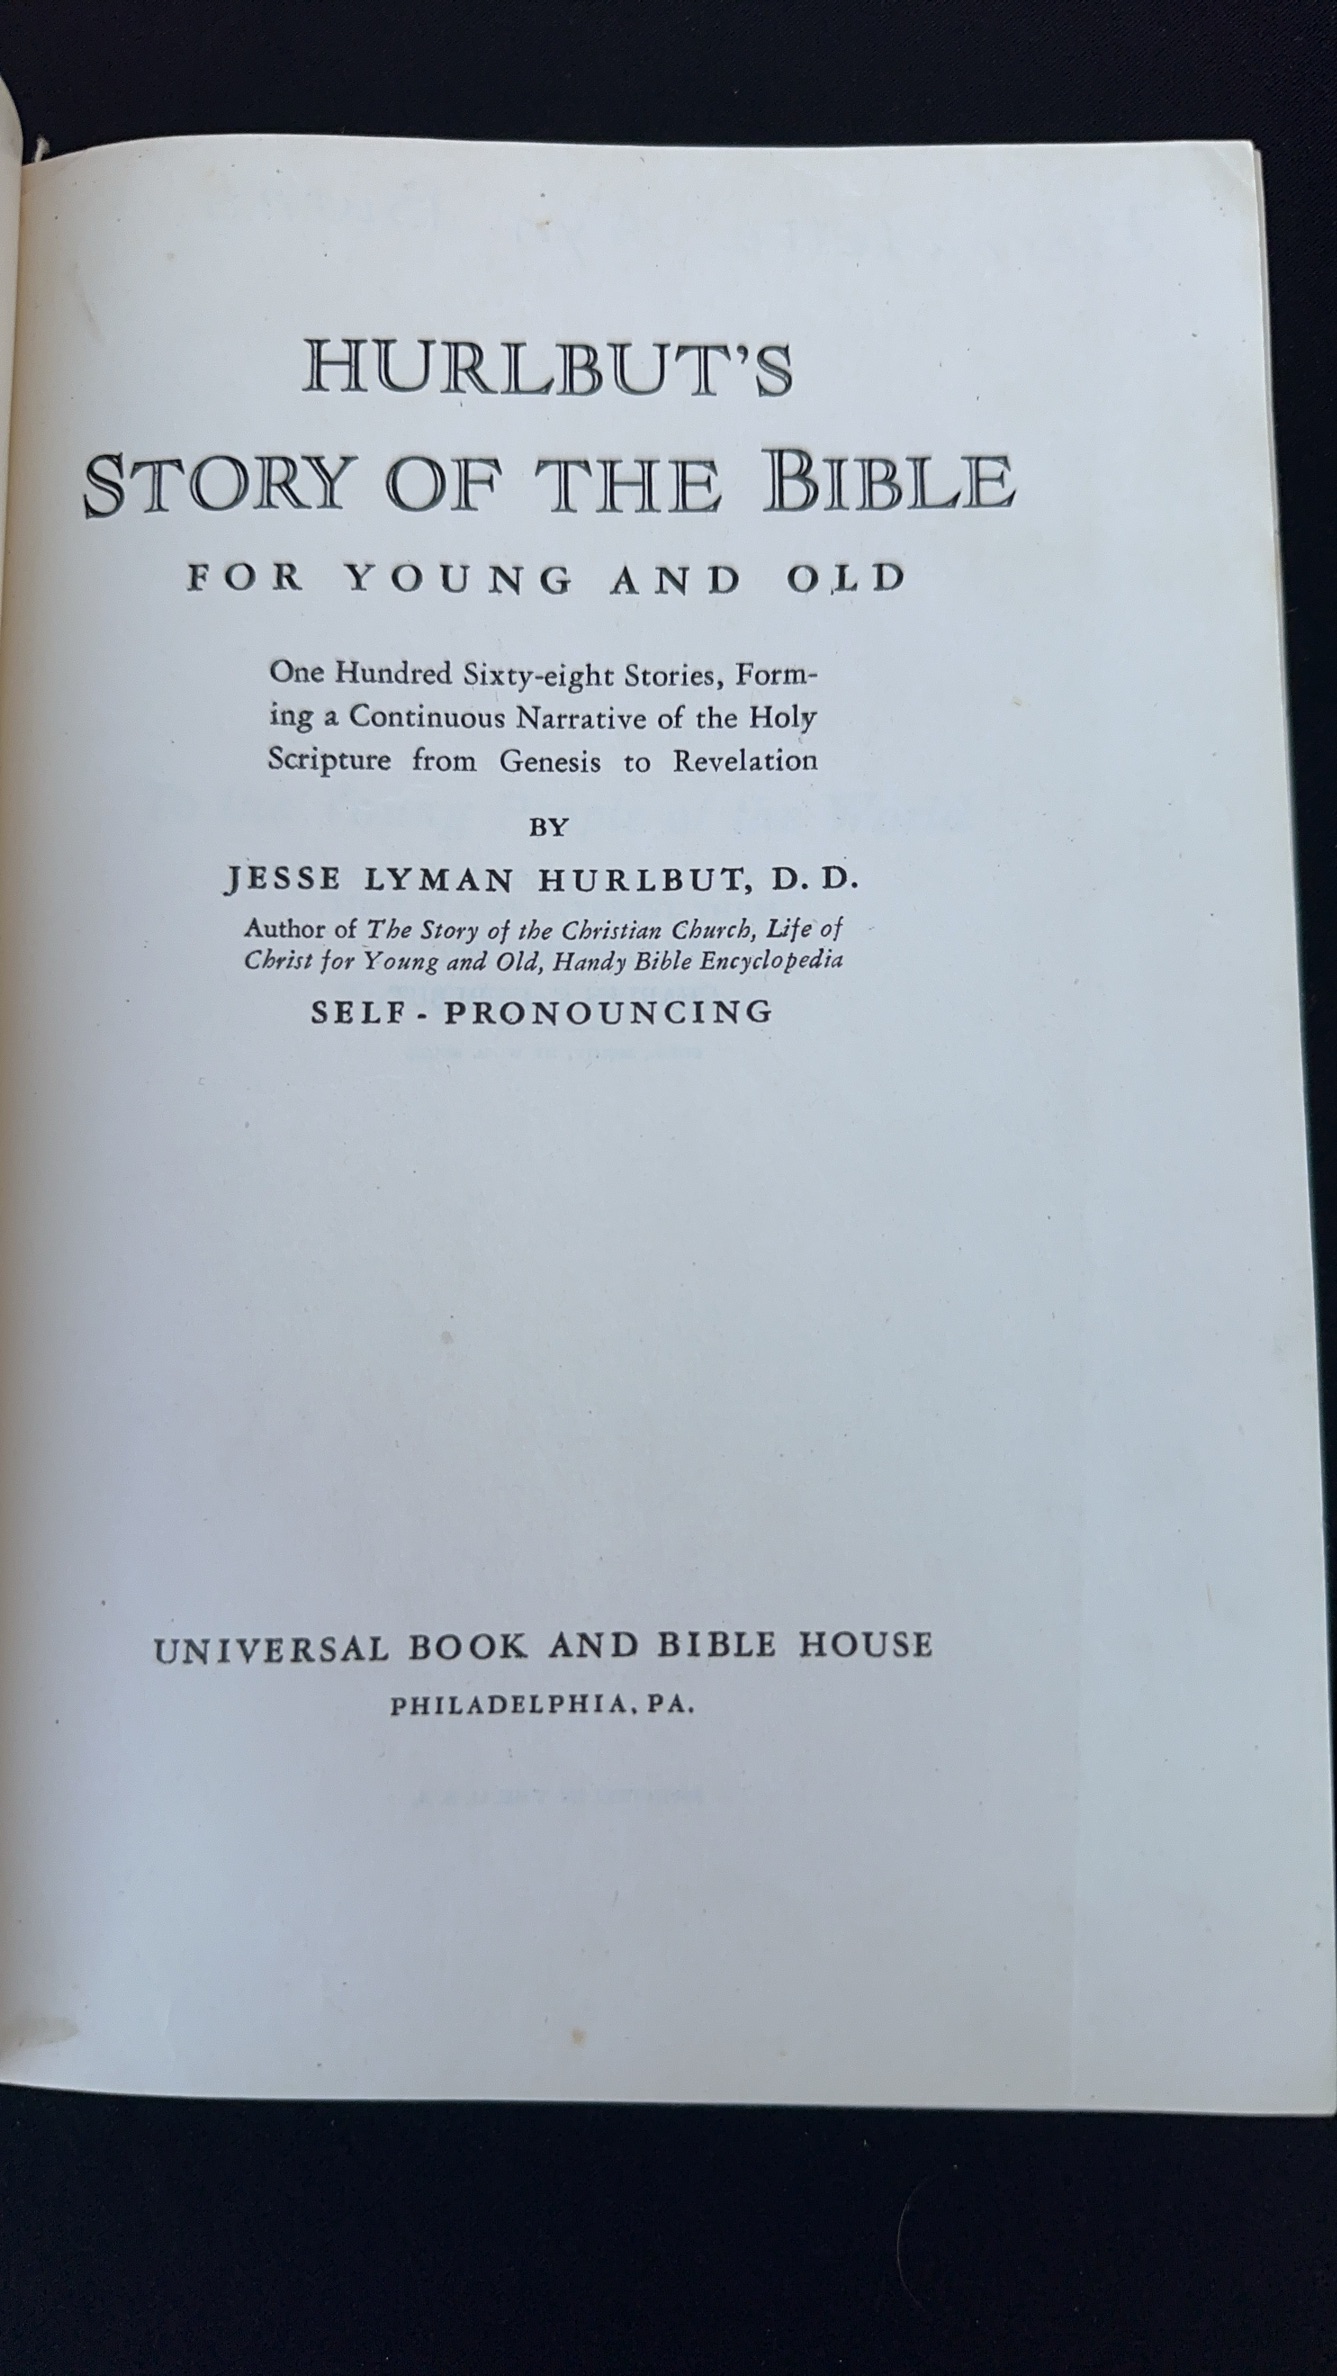 HURLBUT'S
STORY OF THE BIBLE
FOR YOUNG AND OLD
One Hundred Sixty-eight Stories, Form-
ing a Continuous Narrative of the Holy
Scripture from Genesis to Revelation
BY
JESSE LYMAN HURLBUT, D. D.
Author of The Story of the Christian Church, Life of
Christ for Young and Old, Handy Bible Encyclopedia
SELF - PRONOUNCING
UNIVERSAL BOOK AND BIBLE HOUSE
PHILADELPHIA, PA.